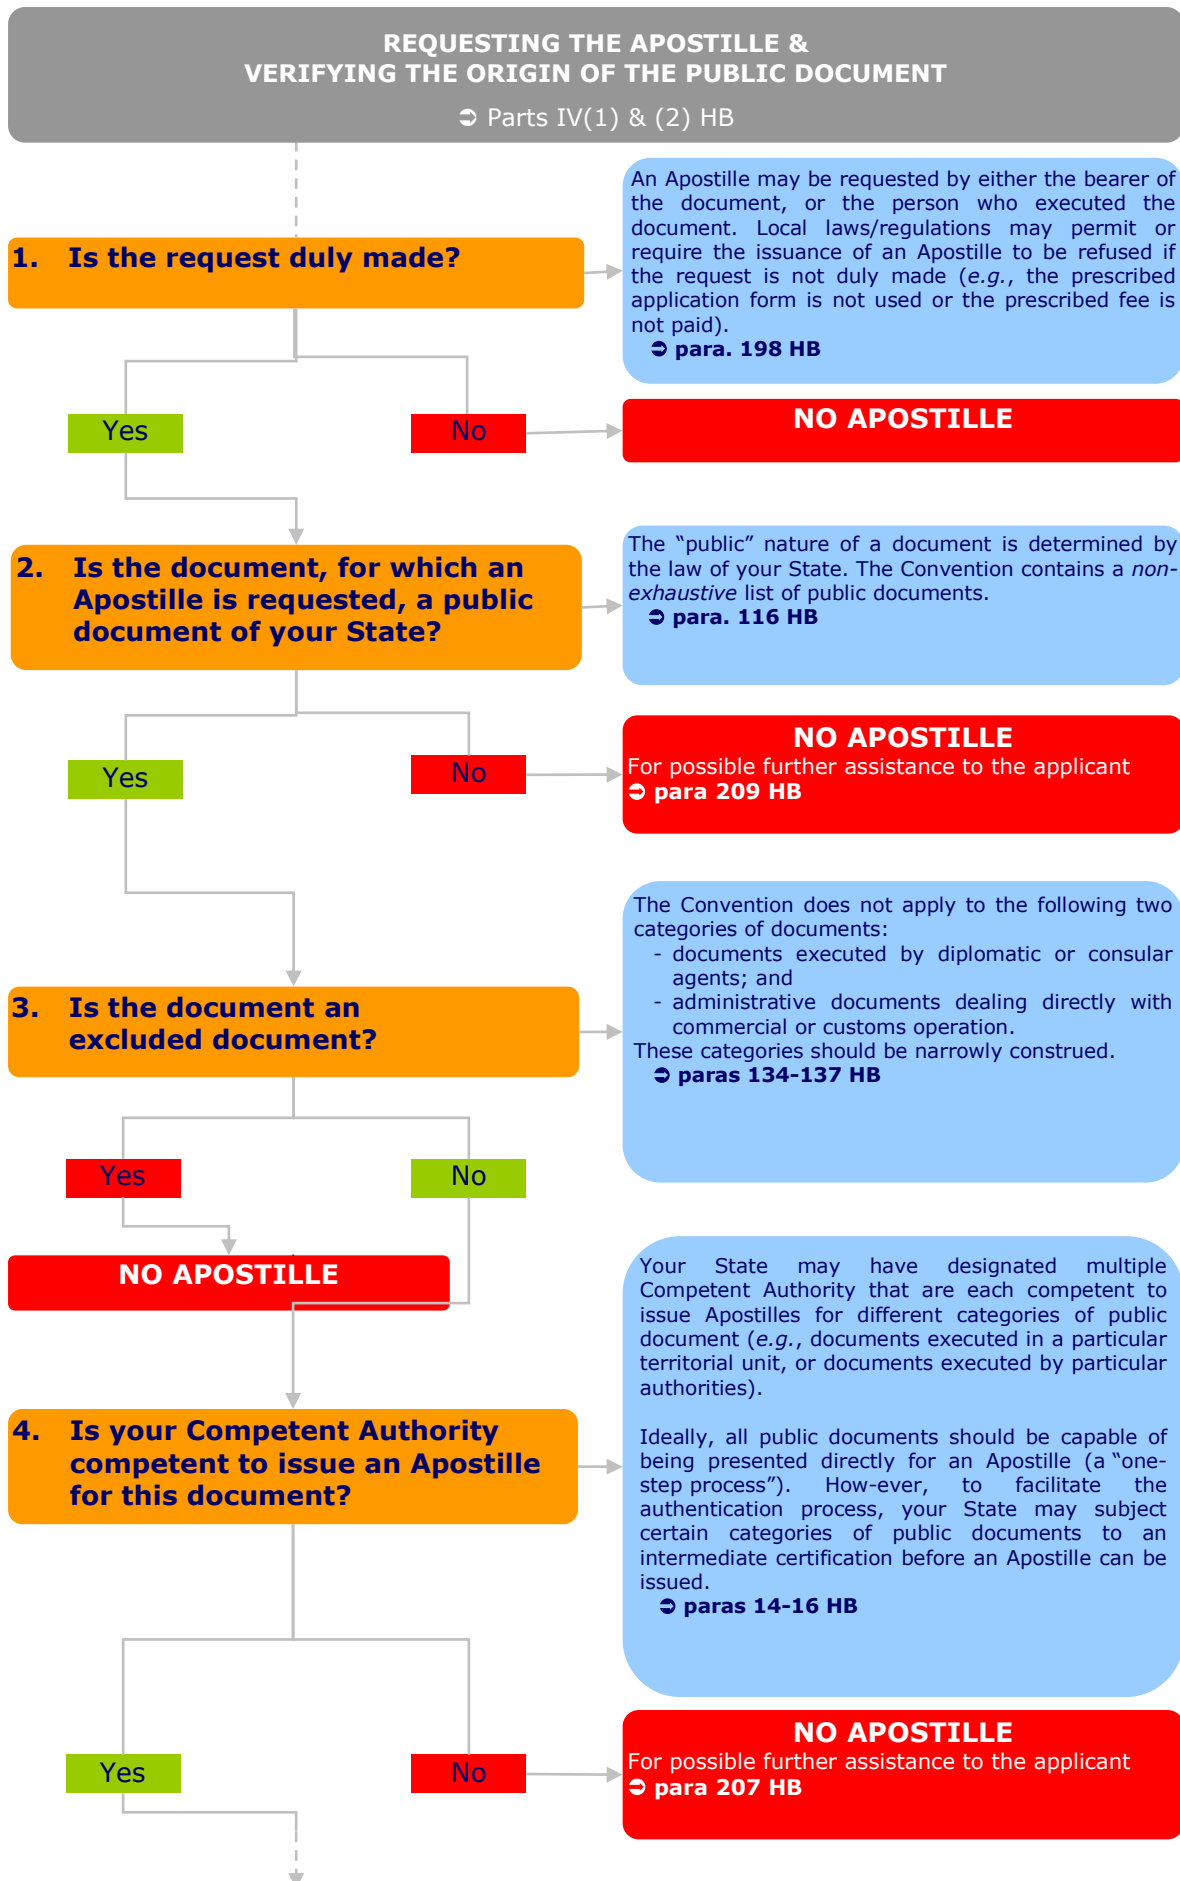 REQUESTING THE APOSTILLE &
VERIFYING THE ORIGIN OF THE PUBLIC DOCUMENT
➲ Parts IV(1) & (2) HB
1. Is the request duly made?
An Apostille may be requested by either the bearer of
the document, or the person who executed the
document. Local laws/regulations may permit or
require the issuance of an Apostille to be refused if
the request is not duly made (e.g., the prescribed
application form is not used or the prescribed fee is
not paid).
➲ para. 198 HB
Yes
No
NO APOSTILLE
2. Is the document, for which an
Apostille is requested, a public
document of your State?
The “public” nature of a document is determined by
the law of your State. The Convention contains a non-
exhaustive list of public documents.
➲ para. 116 HB
Yes
No
NO APOSTILLE
For possible further assistance to the applicant
➲ para 209 HB
3. Is the document an
excluded document?
The Convention does not apply to the following two
categories of documents:
- documents executed by diplomatic or consular
agents; and
- administrative documents dealing directly with
commercial or customs operation.
These categories should be narrowly construed.
➲ paras 134-137 HB
Yes
No
NO APOSTILLE
4. Is your Competent Authority
competent to issue an Apostille
for this document?
Your State may have designated multiple
Competent Authority that are each competent to
issue Apostilles for different categories of public
document (e.g., documents executed in a particular
territorial unit, or documents executed by particular
authorities).
Ideally, all public documents should be capable of
being presented directly for an Apostille (a “one-
step process”). How-ever, to facilitate the
authentication process, your State may subject
certain categories of public documents to an
intermediate certification before an Apostille can be
issued.
➲ paras 14-16 HB
Yes
No
NO APOSTILLE
For possible further assistance to the applicant
➲ para 207 HB